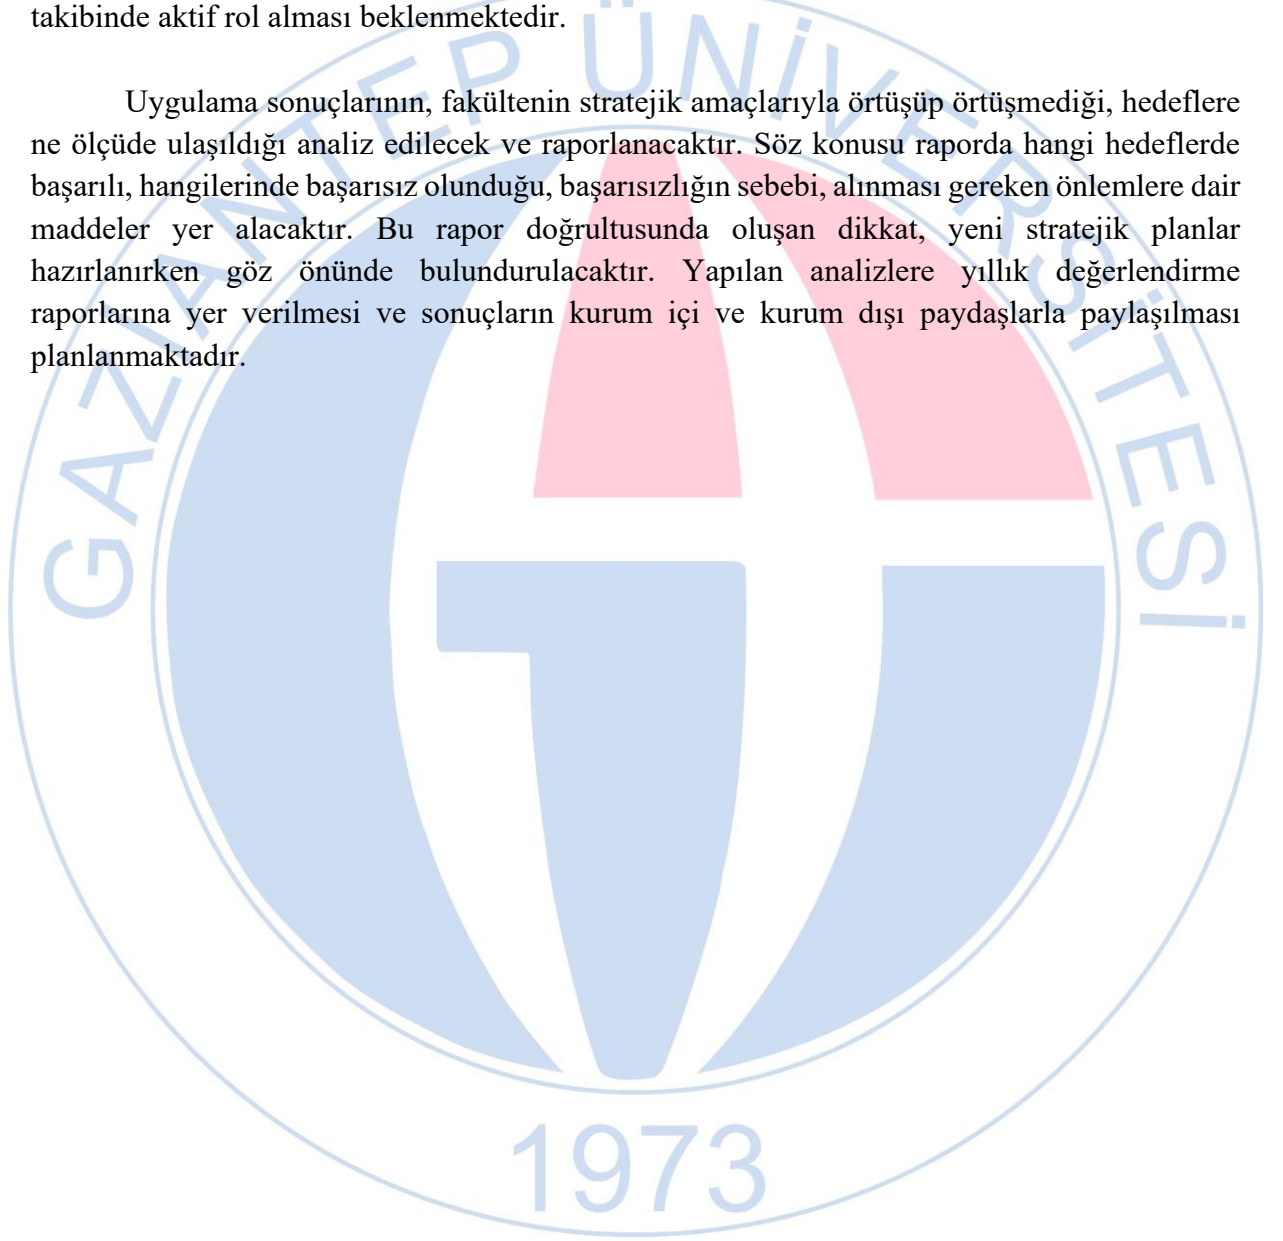 takibinde aktif rol alması beklenmektedir.
Uygulama sonuçlarının, fakültenin stratejik amaçlarıyla örtüşüp örtüşmediği, hedeflere
ne ölçüde ulaşıldığı analiz edilecek ve raporlanacaktır. Söz konusu raporda hangi hedeflerde
başarılı, hangilerinde başarısız olunduğu, başarısızlığın sebebi, alınması gereken önlemlere dair
maddeler yer alacaktır. Bu rapor doğrultusunda oluşan dikkat, yeni stratejik planlar
hazırlanırken göz önünde bulundurulacaktır. Yapılan analizlere yıllık değerlendirme
raporlarına yer verilmesi ve sonuçların kurum içi ve kurum dışı paydaşlarla paylaşılması
planlanmaktadır.
GAZİANTEP ÜNİVERSİTESİ
1973